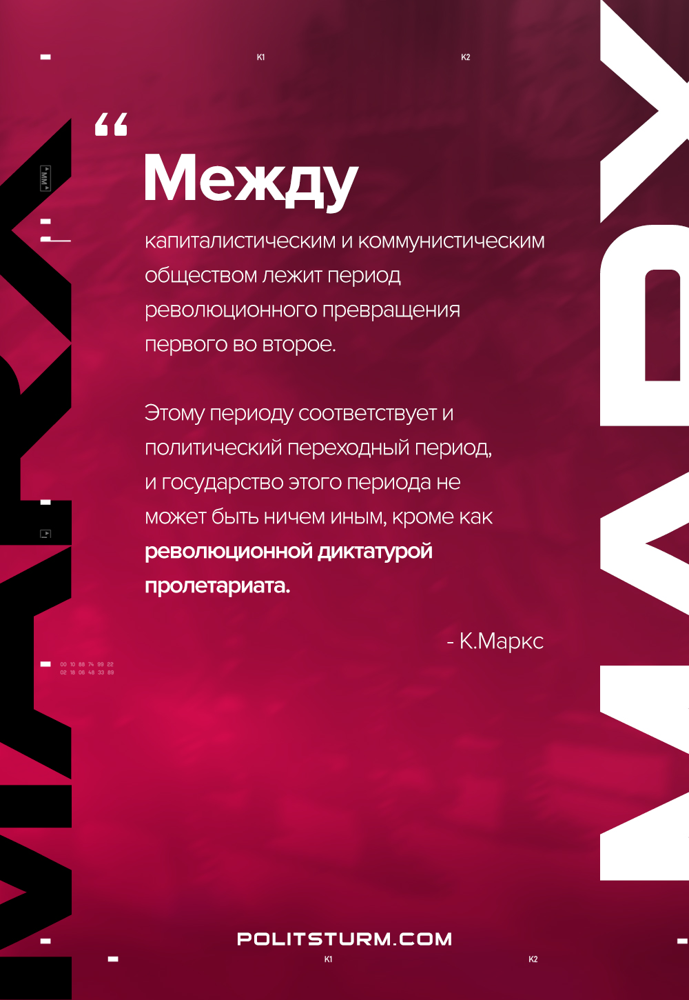 K1 K2
“
Между
капиталистическим и коммунистическим
обществом лежит период
революционного превращения
первого во второе.
Этому периоду соответствует и
политический переходный период,
и государство этого периода не
может быть ничем иным, кроме как
революционной диктатурой
пролетариата.
- К.Маркс
MARX
МАРХ
MM
00 10 88 74 99 22
02 18 06 48 33 89
POLITSTURM.COM
K1 K2